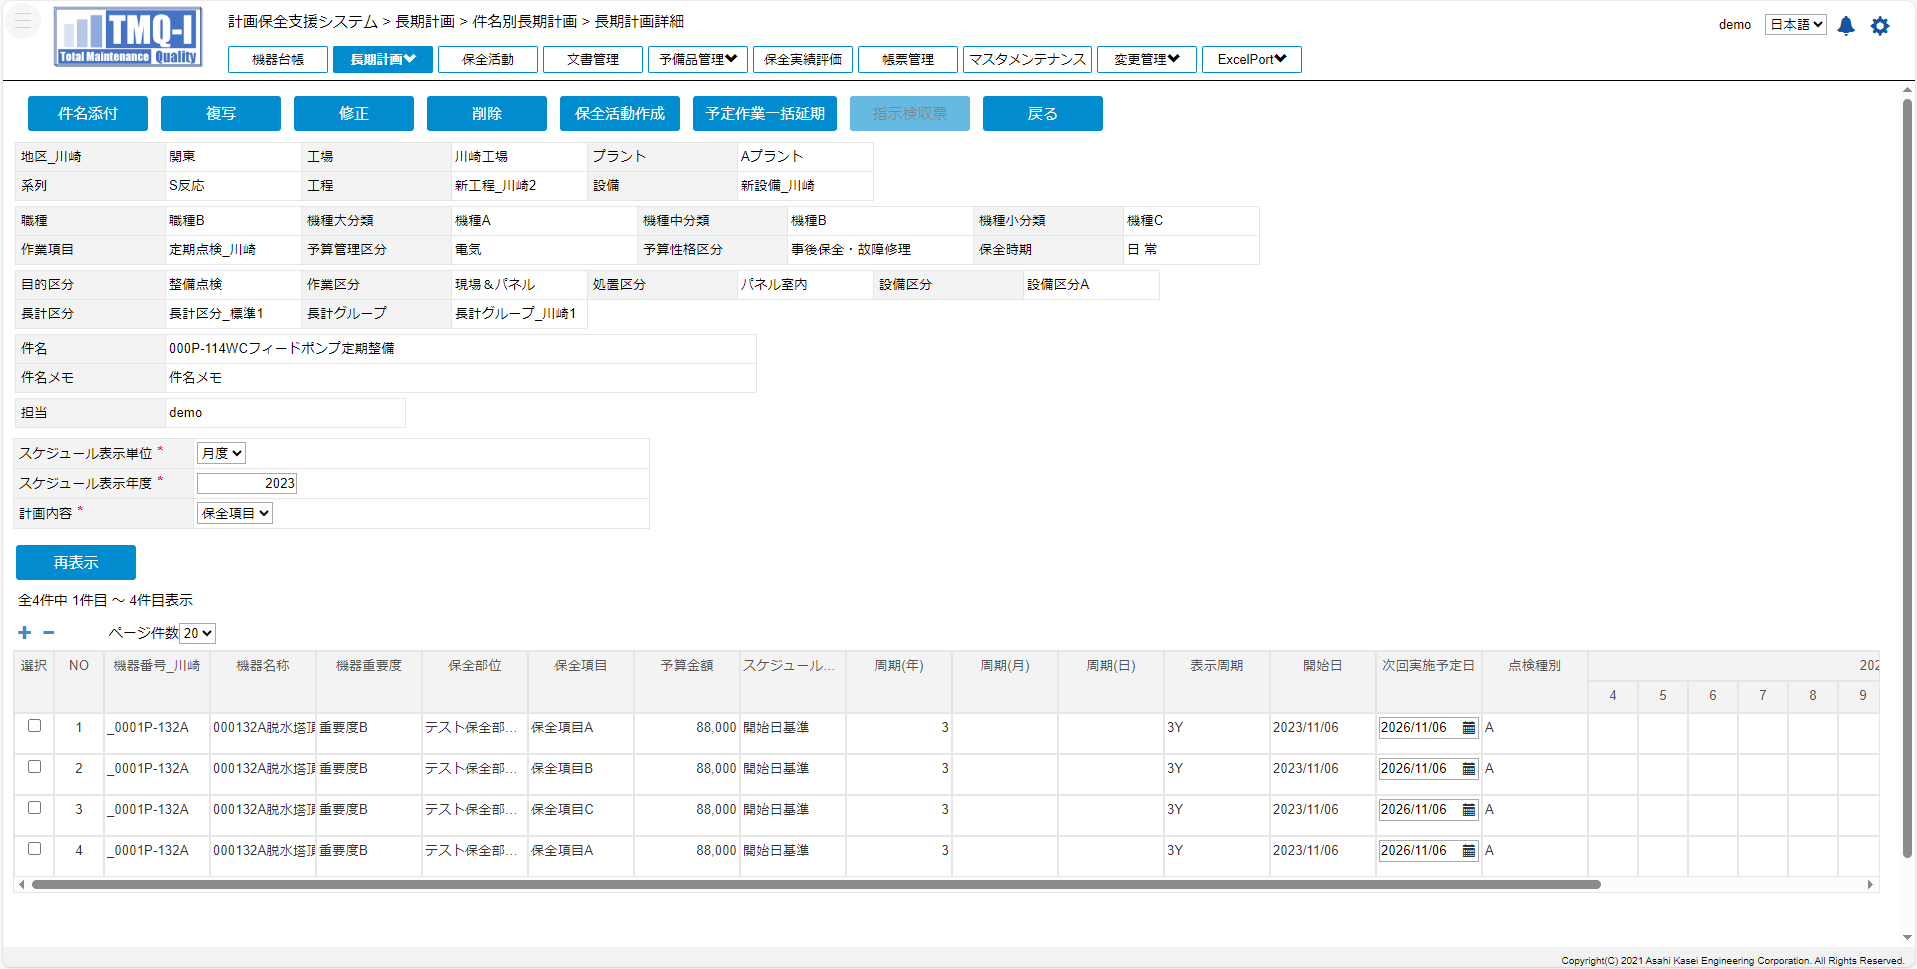 TMQ-I
Total Maintenance Quality
計画保全支援システム > 長期計画 > 件名別長期計画 > 長期計画詳細
demo 日本語
機器台帳 長期計画 保全活動 文書管理 予備品管理 保全実績評価 帳票管理 マスタメンテナンス 変更管理 ExcelPort
件名添付 複写 修正 削除 保全活動作成 予定作業一括延期 指示検収票 戻る
地区_川崎 関東 工場 川崎工場 プラント Aプラント
系列 S反応 工程 新工程_川崎2 設備 新設備_川崎
職種 職種B 機種大分類 機種A 機種中分類 機種B 機種小分類 機種C
作業項目 定期点検_川崎 予算管理区分 電気 予算性格区分 事後保全・故障修理 保全時期 日 常
目的区分 整備点検 作業区分 現場＆パネル 処置区分 パネル室内 設備区分 設備区分A
長計区分 長計区分_標準1 長計グループ 長計グループ_川崎1
件名 000P-114WCフィードポンプ定期整備
件名メモ 件名メモ
担当 demo
スケジュール表示単位 * 月度
スケジュール表示年度 * 2023
計画内容 * 保全項目
再表示
全4件中 1件目 ～ 4件目表示
+ − ページ件数 20
選択 NO 機器番号_川崎 機器名称 機器重要度 保全部位 保全項目 予算金額 スケジュール... 周期(年) 周期(月) 周期(日) 表示周期 開始日 次回実施予定日 点検種別 202
4 5 6 7 8 9
1 _0001P-132A 000132A脱水塔頂 重要度B テスト保全部... 保全項目A 88,000 開始日基準 3 3Y 2023/11/06 2026/11/06 A
2 _0001P-132A 000132A脱水塔頂 重要度B テスト保全部... 保全項目B 88,000 開始日基準 3 3Y 2023/11/06 2026/11/06 A
3 _0001P-132A 000132A脱水塔頂 重要度B テスト保全部... 保全項目C 88,000 開始日基準 3 3Y 2023/11/06 2026/11/06 A
4 _0001P-132A 000132A脱水塔頂 重要度B テスト保全部... 保全項目A 88,000 開始日基準 3 3Y 2023/11/06 2026/11/06 A
Copyright(C) 2021 Asahi Kasei Engineering Corporation. All Rights Reserved.